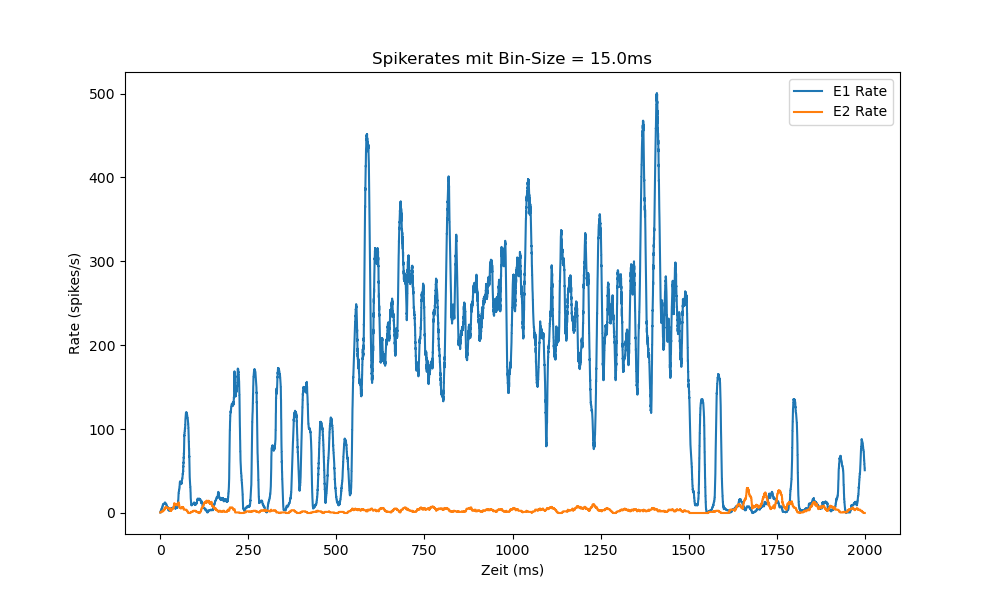 Spikerates mit Bin-Size = 15.0ms
E1 Rate
E2 Rate
500
400
300
200
100
0
Rate (spikes/s)
0 250 500 750 1000 1250 1500 1750 2000
Zeit (ms)